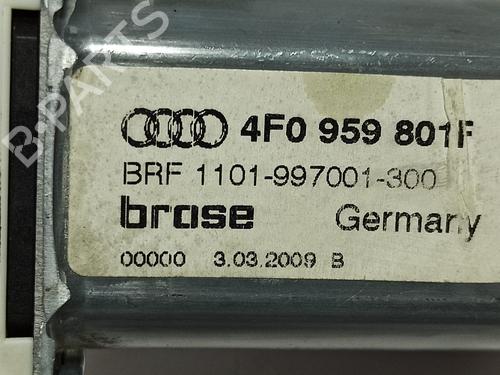 4F0 959 801F
BRF 1101-997001-300
brose
Germany
00000 3.03.2009 B
B-PARTS